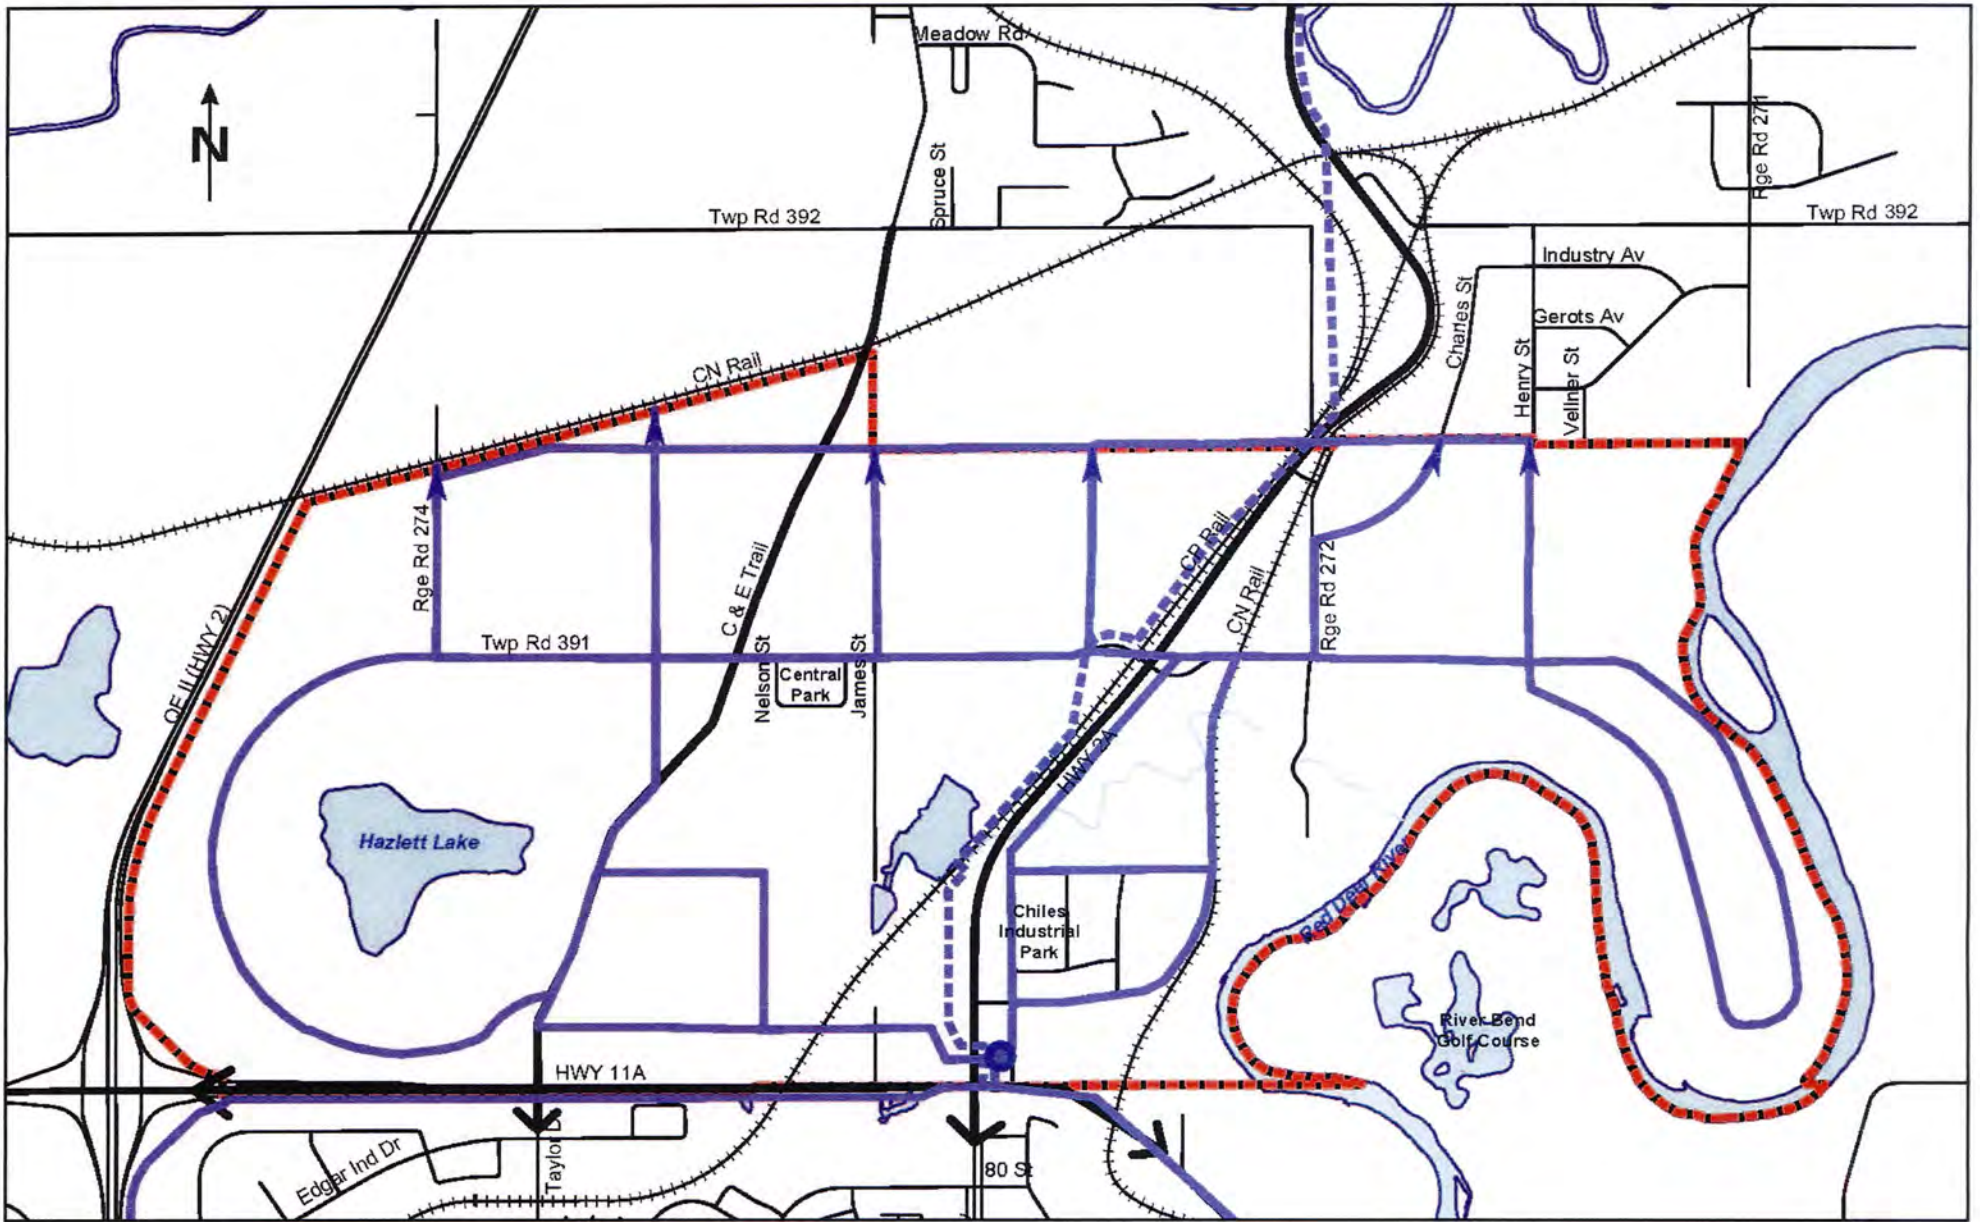 Meadow Rd
N
Spruce St
Rge Rd 271
Twp Rd 392
Twp Rd 392
Industry Av
Charles St
Gerots Av
Henry St
Vellner St
CN Rail
Rge Rd 274
C & E Trail
CP Rail
CN Rail
Rge Rd 272
QE II (HWY 2)
Twp Rd 391
Nelson St
Central
Park
James St
HWY 2A
Hazlett Lake
Red Deer River
Chiles
Industrial
Park
River Bend
Golf Course
HWY 11A
Edgar Ind Dr
Taylor Dr
80 St